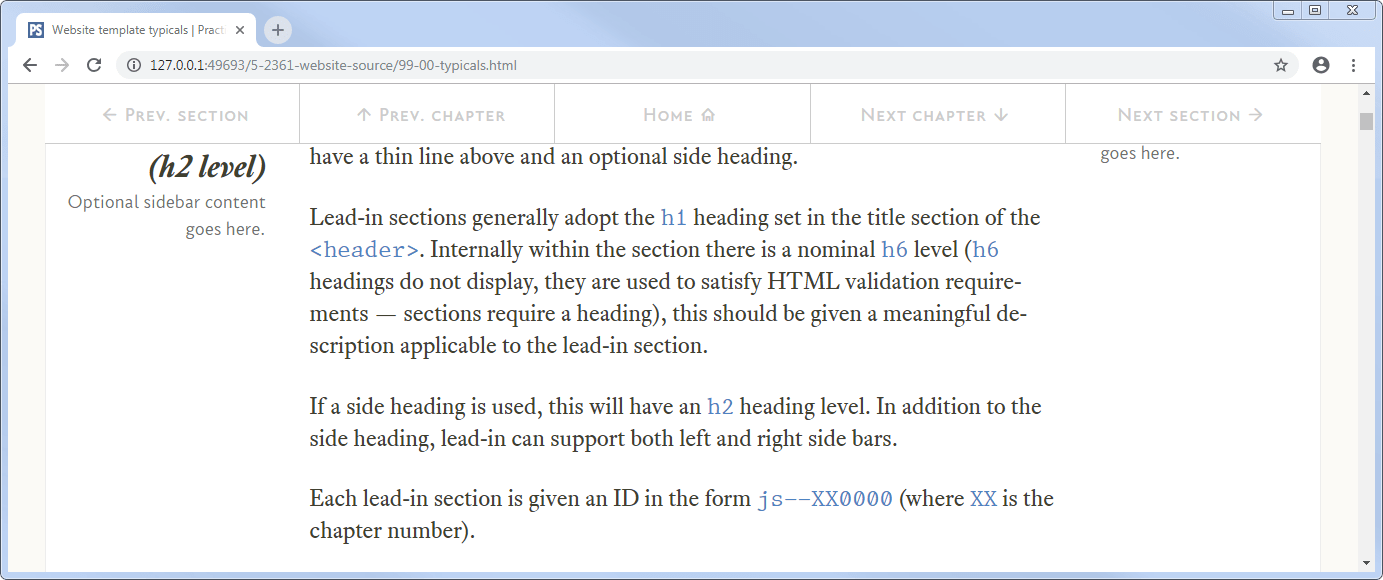 PS Website template typicals | Practi
127.0.0.1:49693/5-2361-website-source/99-00-typicals.html
← Prev. section
↑ Prev. chapter
Home
Next chapter ↓
Next section →
(h2 level)
Optional sidebar content
goes here.
have a thin line above and an optional side heading.
Lead-in sections generally adopt the h1 heading set in the title section of the
<header>. Internally within the section there is a nominal h6 level (h6
headings do not display, they are used to satisfy HTML validation require-
ments — sections require a heading), this should be given a meaningful de-
scription applicable to the lead-in section.
If a side heading is used, this will have an h2 heading level. In addition to the
side heading, lead-in can support both left and right side bars.
Each lead-in section is given an ID in the form js--XX0000 (where XX is the
chapter number).
goes here.